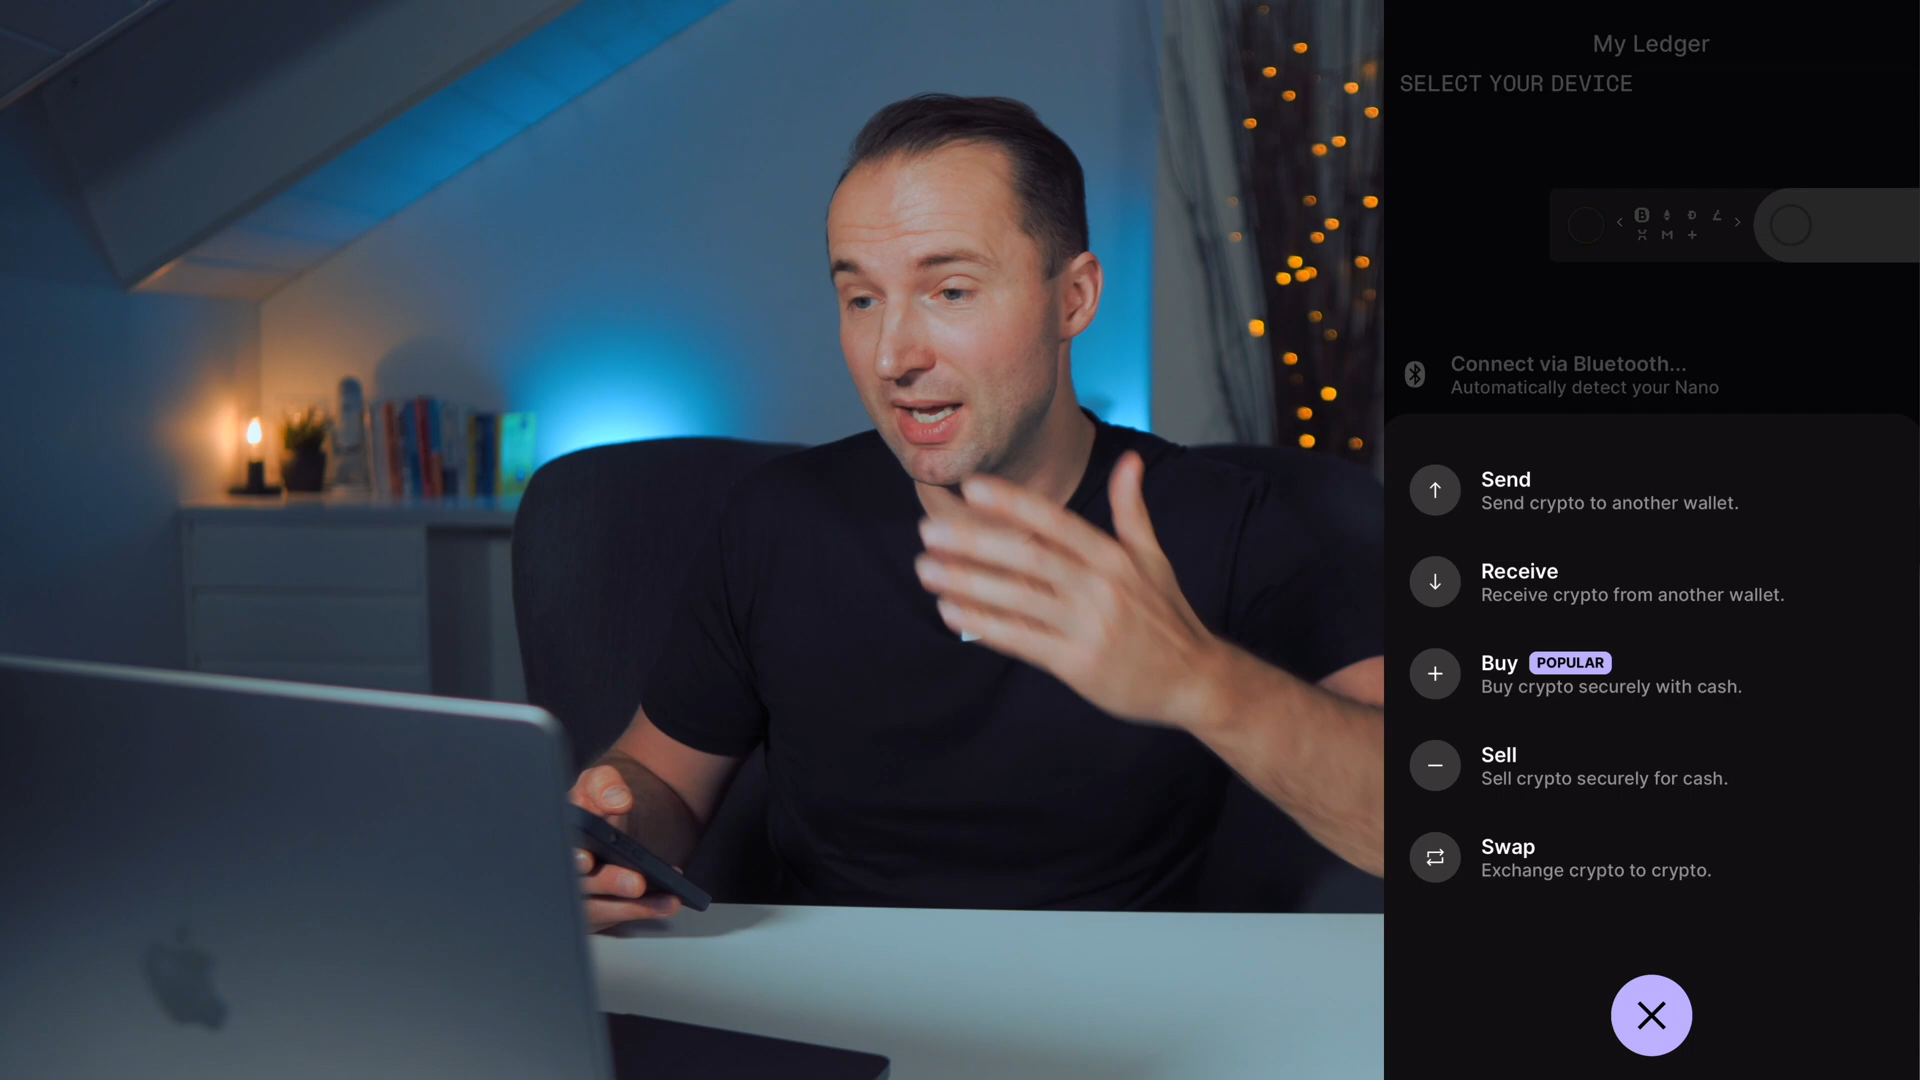 My Ledger
SELECT YOUR DEVICE
Connect via Bluetooth...
Automatically detect your Nano
Send
Send crypto to another wallet.
Receive
Receive crypto from another wallet.
Buy POPULAR
Buy crypto securely with cash.
Sell
Sell crypto securely for cash.
Swap
Exchange crypto to crypto.